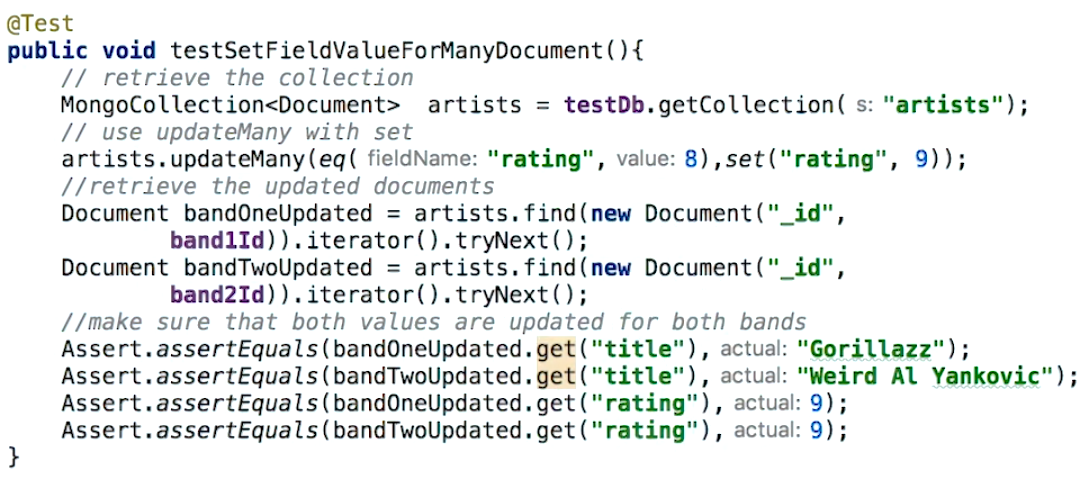 @Test
public void testSetFieldValueForManyDocument(){
    // retrieve the collection
    MongoCollection<Document>  artists = testDb.getCollection( s: "artists");
    // use updateMany with set
    artists.updateMany(eq( fieldName: "rating", value: 8),set("rating", 9));
    //retrieve the updated documents
    Document bandOneUpdated = artists.find(new Document("_id",
            band1Id)).iterator().tryNext();
    Document bandTwoUpdated = artists.find(new Document("_id",
            band2Id)).iterator().tryNext();
    //make sure that both values are updated for both bands
    Assert.assertEquals(bandOneUpdated.get("title"), actual: "Gorillazz");
    Assert.assertEquals(bandTwoUpdated.get("title"), actual: "Weird Al Yankovic");
    Assert.assertEquals(bandOneUpdated.get("rating"), actual: 9);
    Assert.assertEquals(bandTwoUpdated.get("rating"), actual: 9);
}